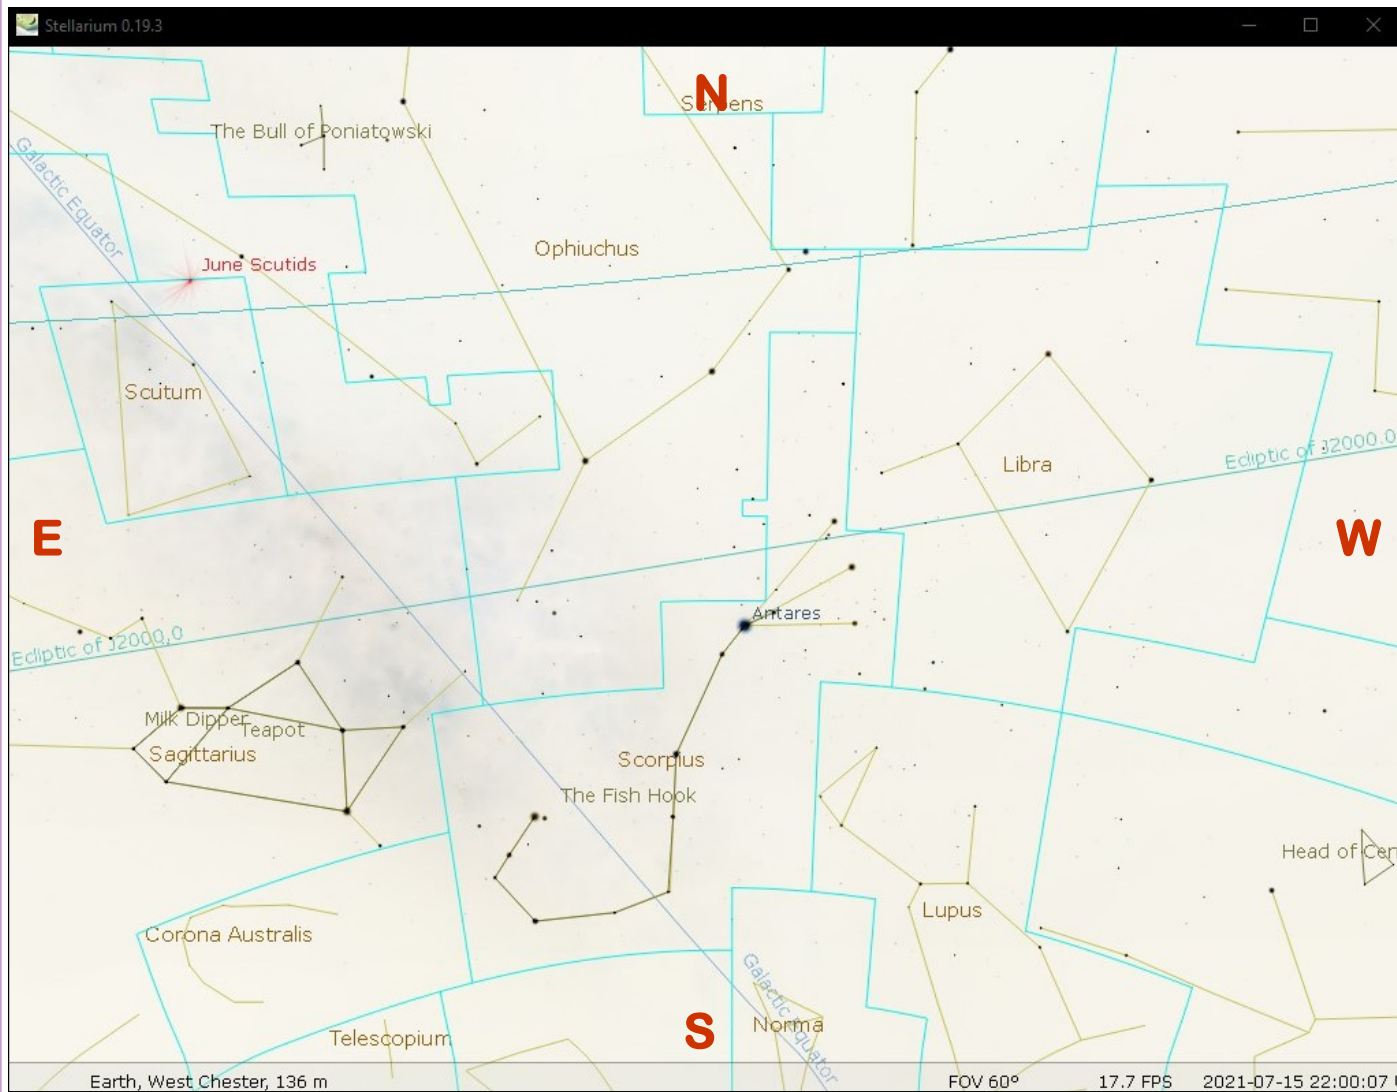 Stellarium 0.19.3
N
Serpens
The Bull of Poniatowski
Galactic Equator
Ophiuchus
June Scutids
Scutum
Libra
Ecliptic of J2000.0
E
W
Antares
Ecliptic of J2000.0
Milk Dipper
Teapot
Sagittarius
Scorpius
The Fish Hook
Head of Cen
Lupus
Corona Australis
Galactic Equator
S
Norma
Telescopium
Earth, West Chester, 136 m
FOV 60°
17.7 FPS
2021-07-15 22:00:07